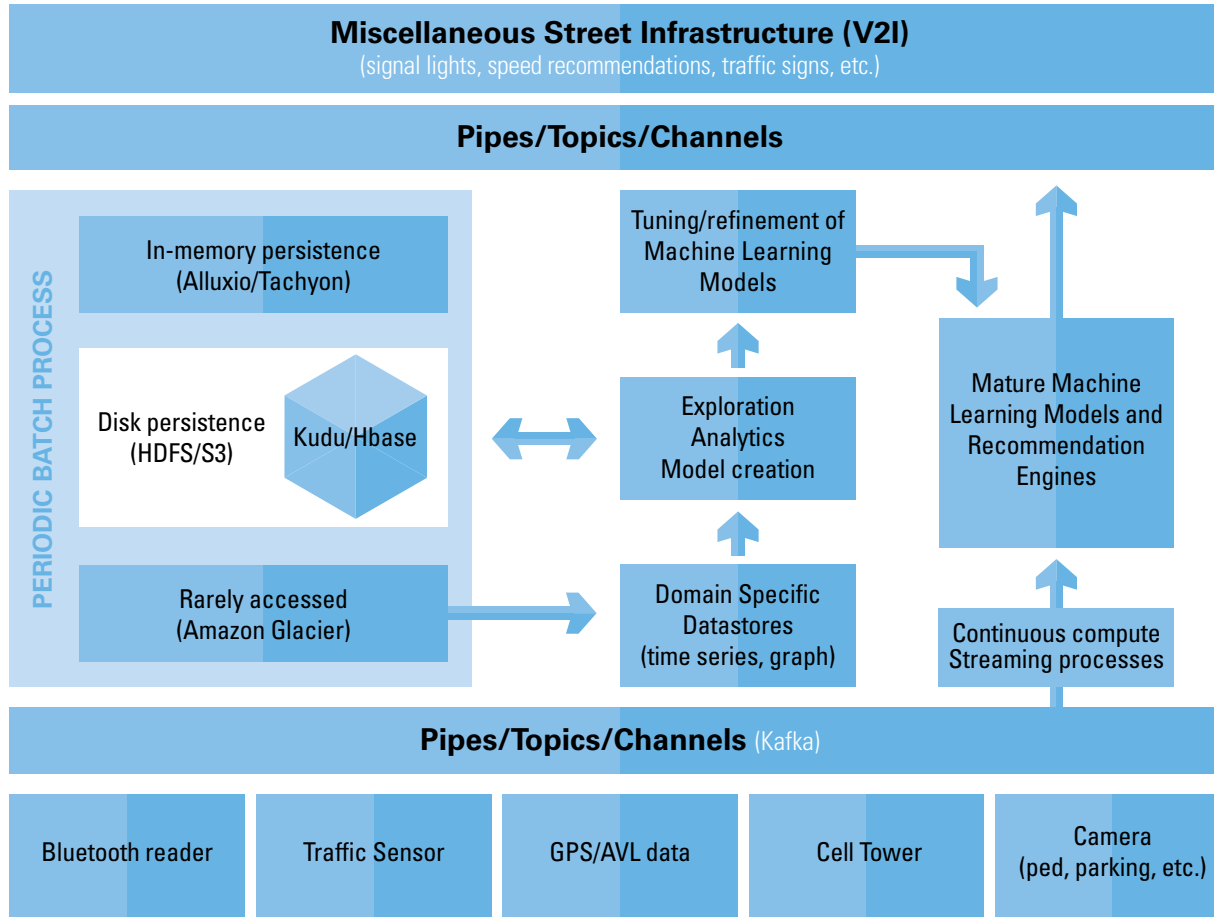 Miscellaneous Street Infrastructure (V2I)
(signal lights, speed recommendations, traffic signs, etc.)
Pipes/Topics/Channels
PERIODIC BATCH PROCESS
In-memory persistence
(Alluxio/Tachyon)
Disk persistence
(HDFS/S3)
Kudu/Hbase
Rarely accessed
(Amazon Glacier)
Tuning/refinement of
Machine Learning
Models
Exploration
Analytics
Model creation
Domain Specific
Datastores
(time series, graph)
Mature Machine
Learning Models and
Recommendation
Engines
Continuous compute
Streaming processes
Pipes/Topics/Channels (Kafka)
Bluetooth reader
Traffic Sensor
GPS/AVL data
Cell Tower
Camera
(ped, parking, etc.)